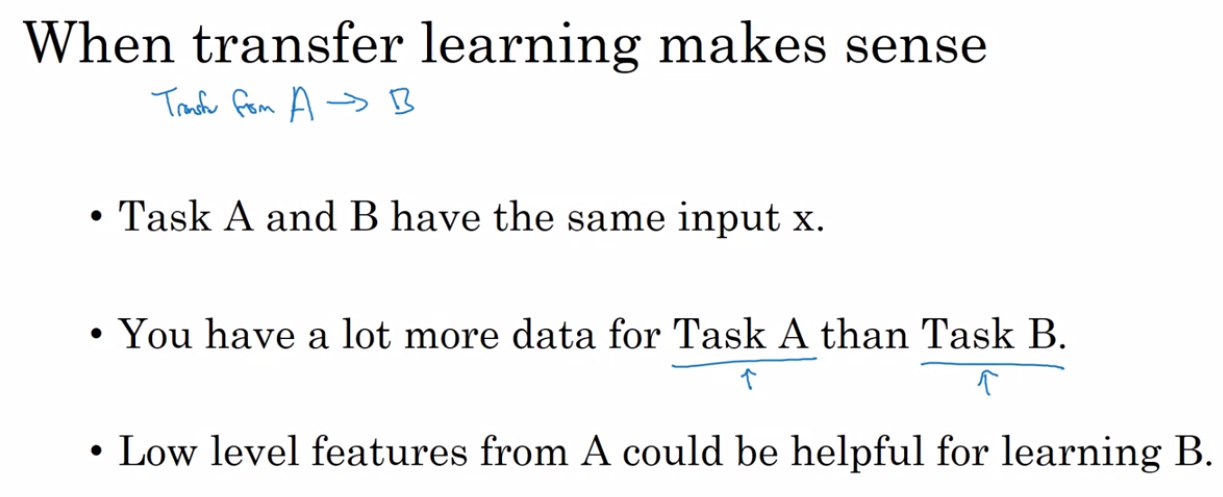 When transfer learning makes sense
Transfer from A → B
• Task A and B have the same input x.
• You have a lot more data for Task A than Task B.
• Low level features from A could be helpful for learning B.